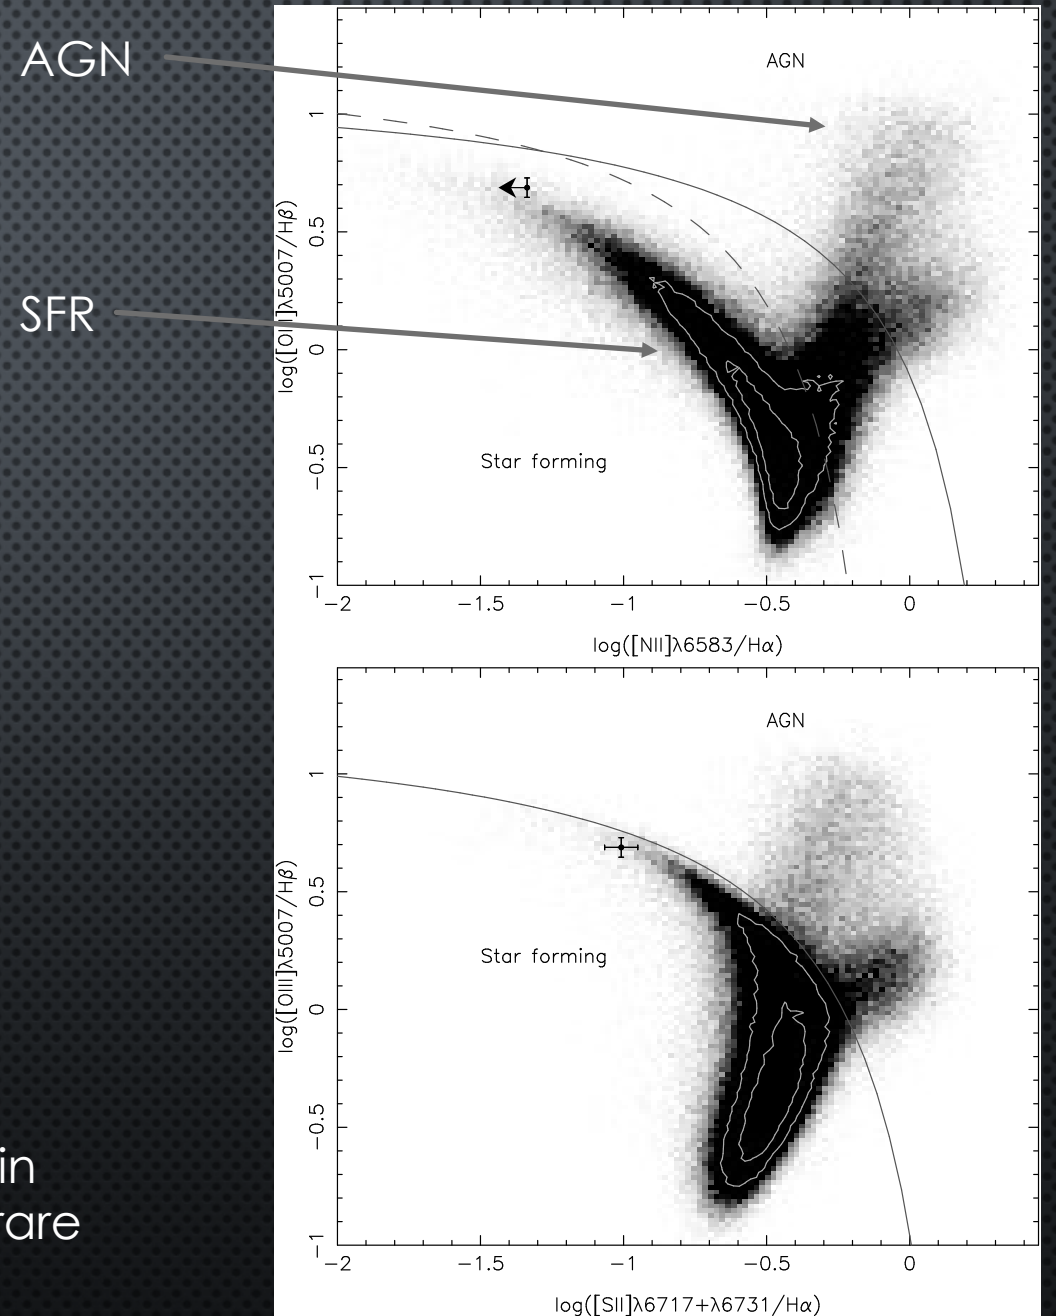 AGN
SFR
in
rare
AGN
Star forming
log([OIII]λ5007/Hβ)
1
0.5
0
−0.5
−1
−2
−1.5
−1
−0.5
0
log([NII]λ6583/Hα)
AGN
Star forming
log([OIII]λ5007/Hβ)
1
0.5
0
−0.5
−1
−2
−1.5
−1
−0.5
0
log([SII]λ6717+λ6731/Hα)